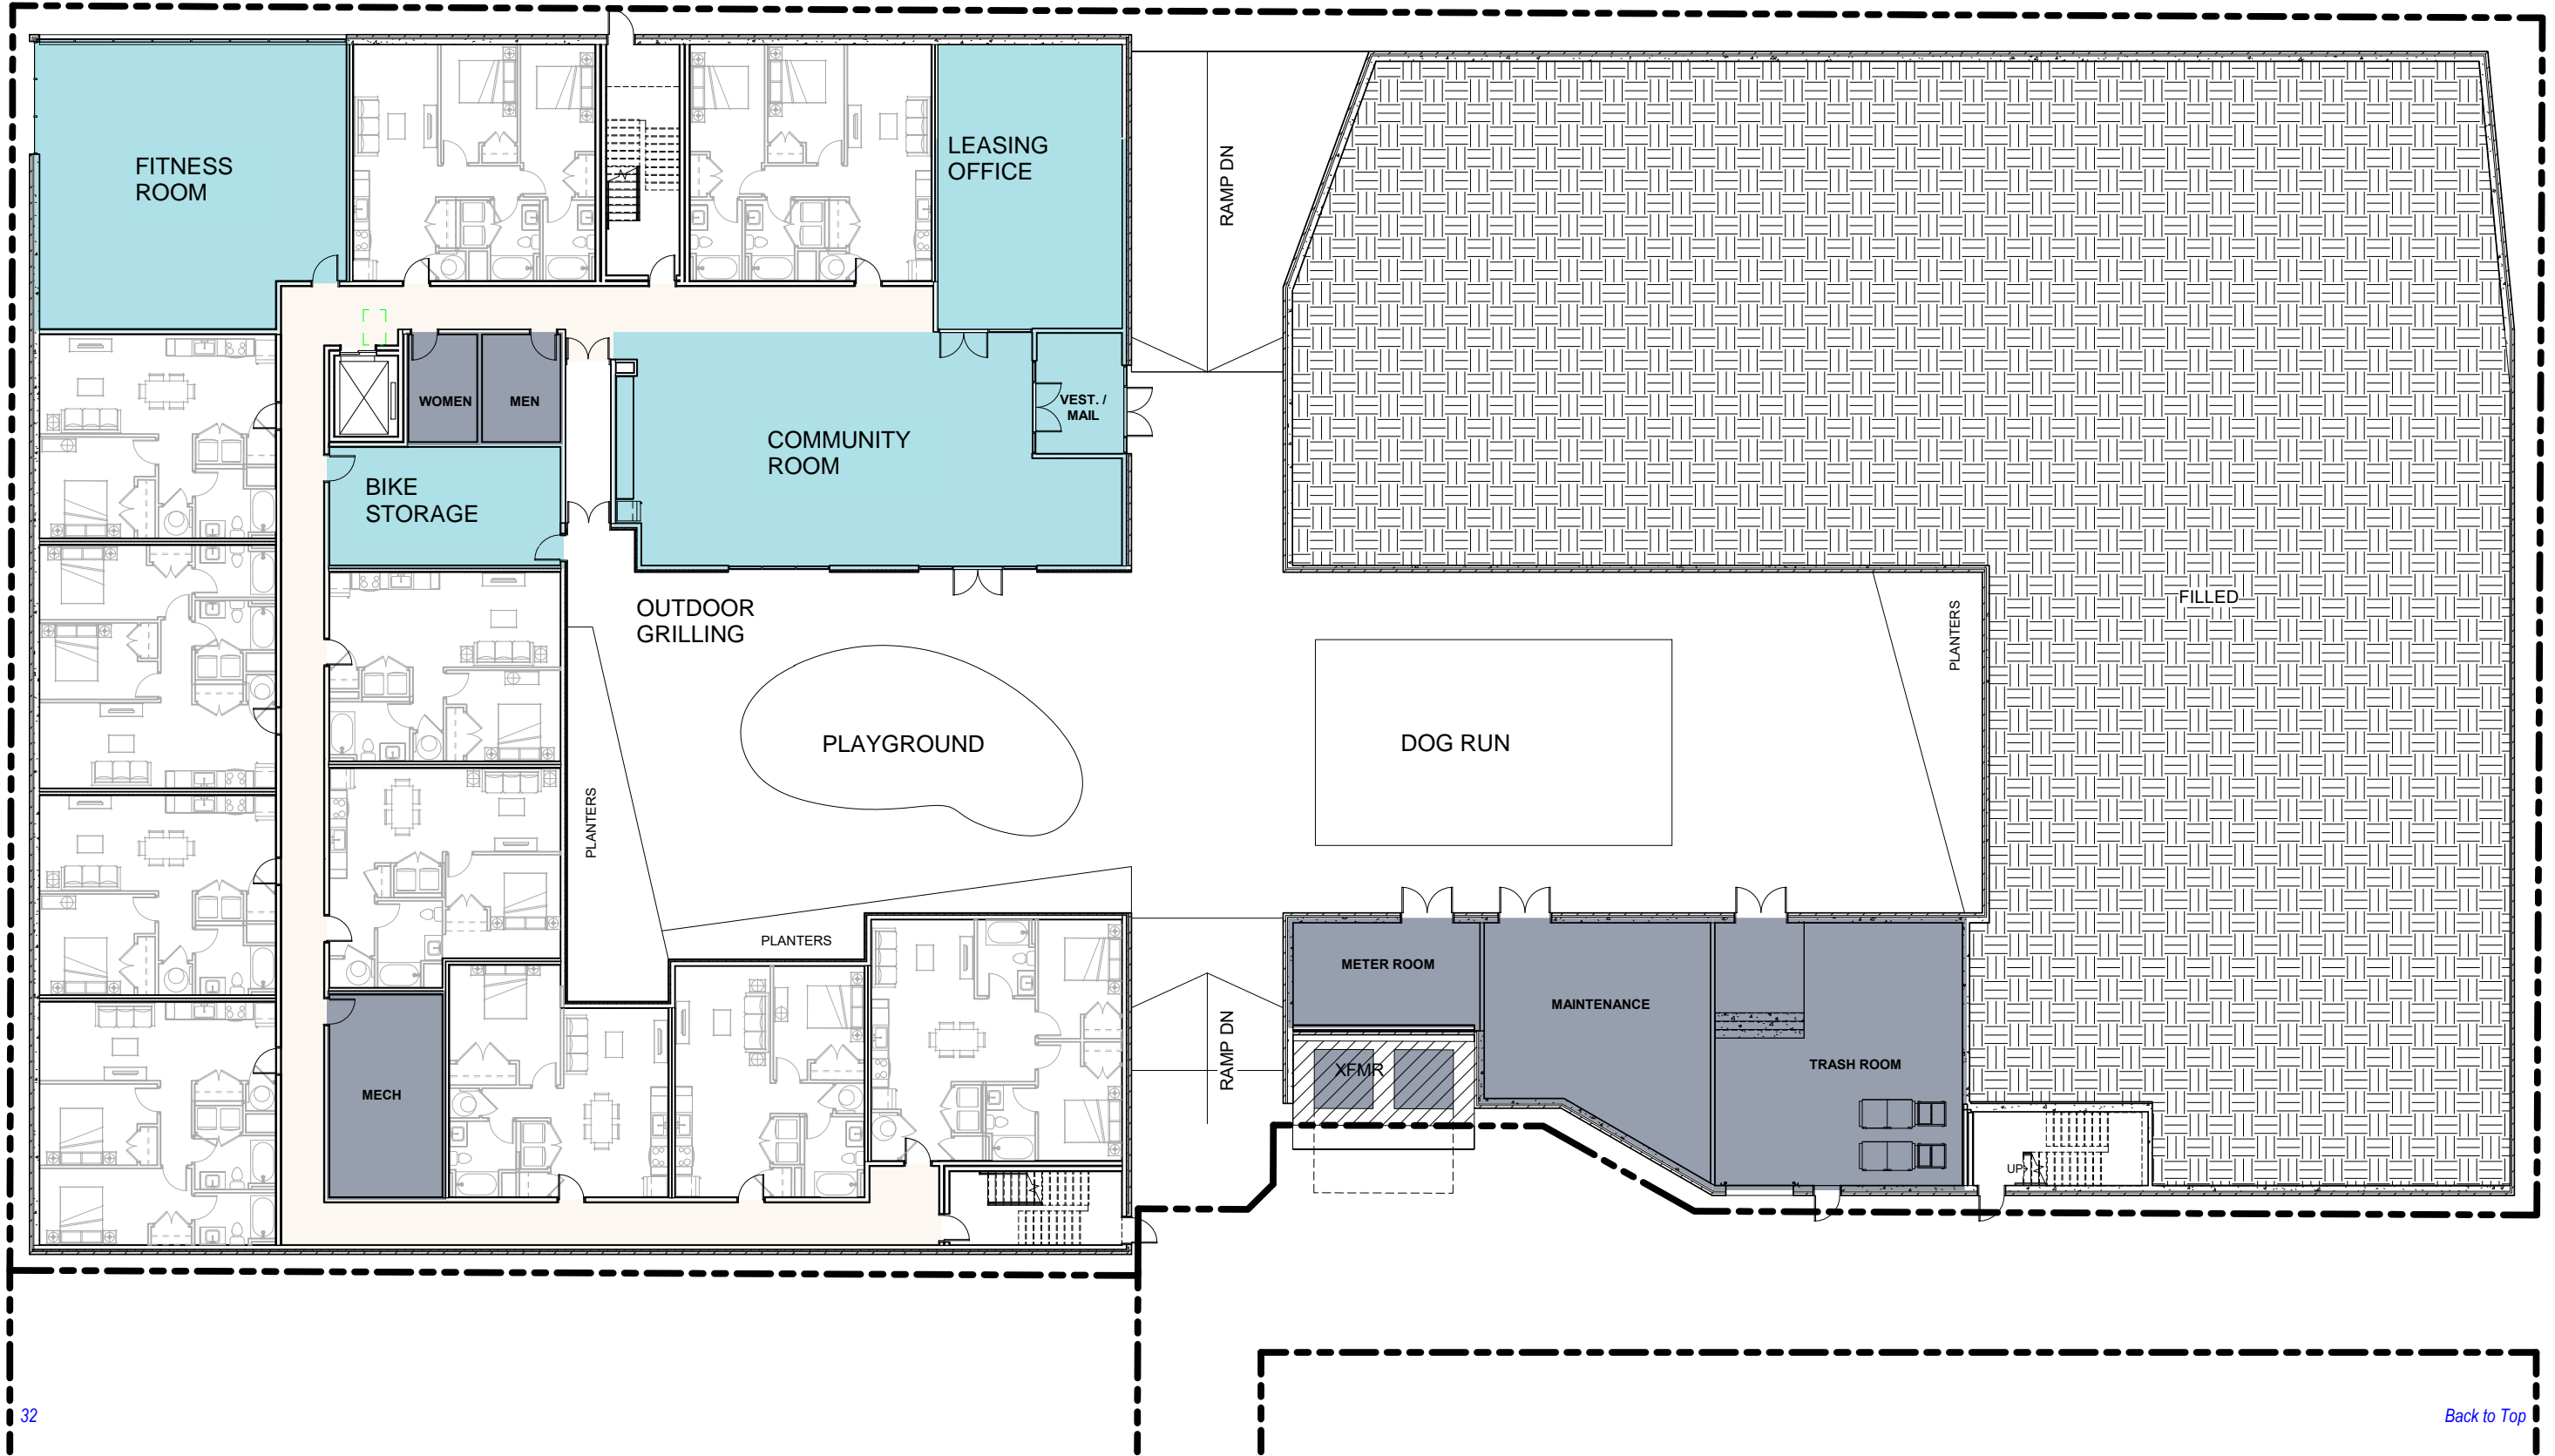 FITNESS
ROOM
LEASING
OFFICE
RAMP DN
WOMEN
MEN
VEST. /
MAIL
COMMUNITY
ROOM
BIKE
STORAGE
OUTDOOR
GRILLING
PLANTERS
FILLED
PLAYGROUND
DOG RUN
PLANTERS
PLANTERS
METER ROOM
MAINTENANCE
RAMP DN
XFMR
TRASH ROOM
MECH
UP
32
Back to Top